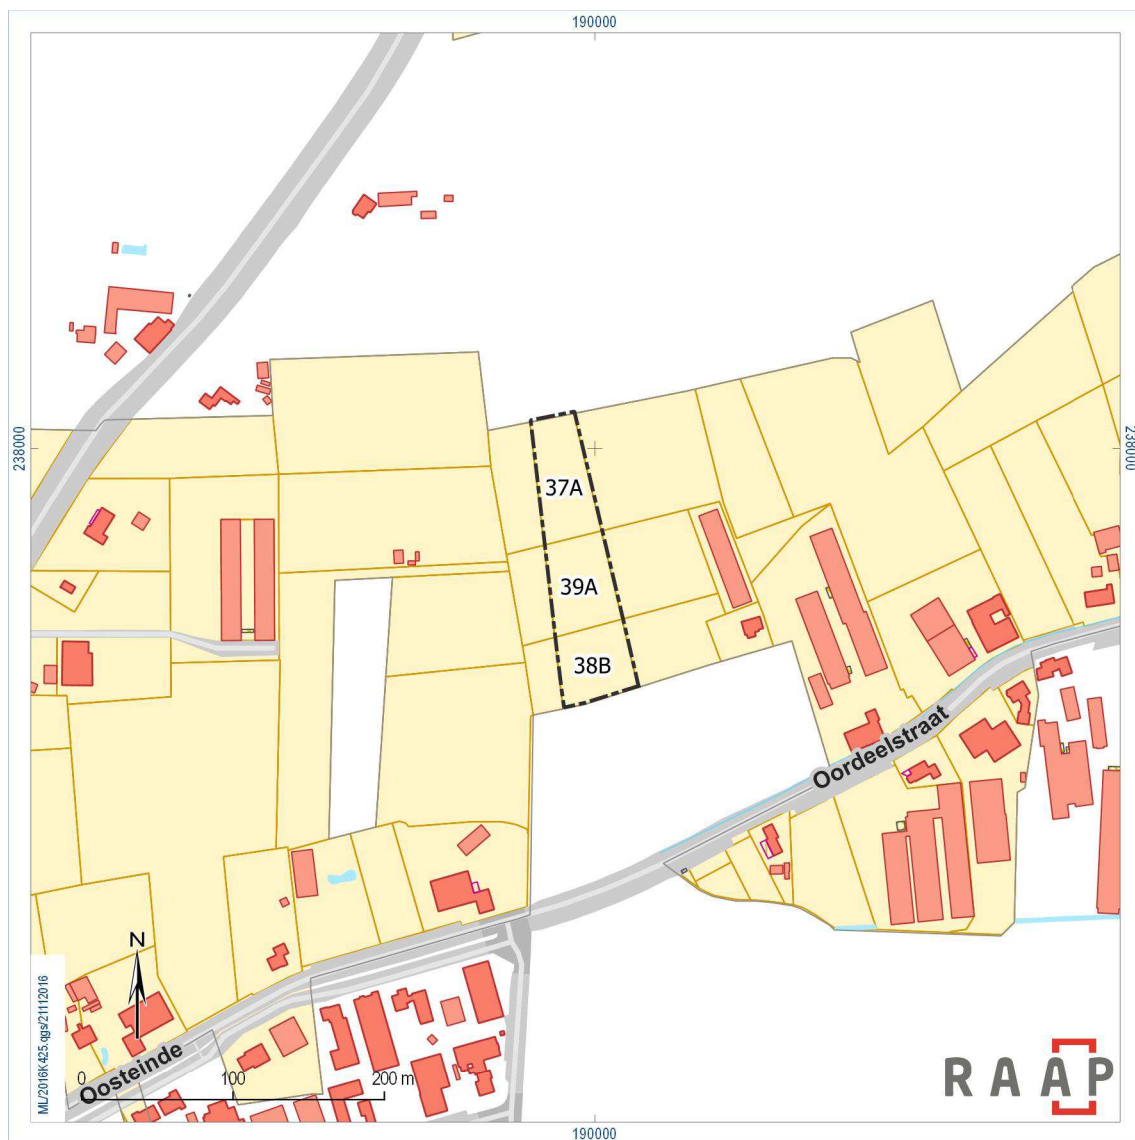 190000
238000
238000
37A
39A
38B
Oordeelstraat
N
ML/2016K425.qgs/21112016
Oosteinde
0 100 200 m
RAAP
190000